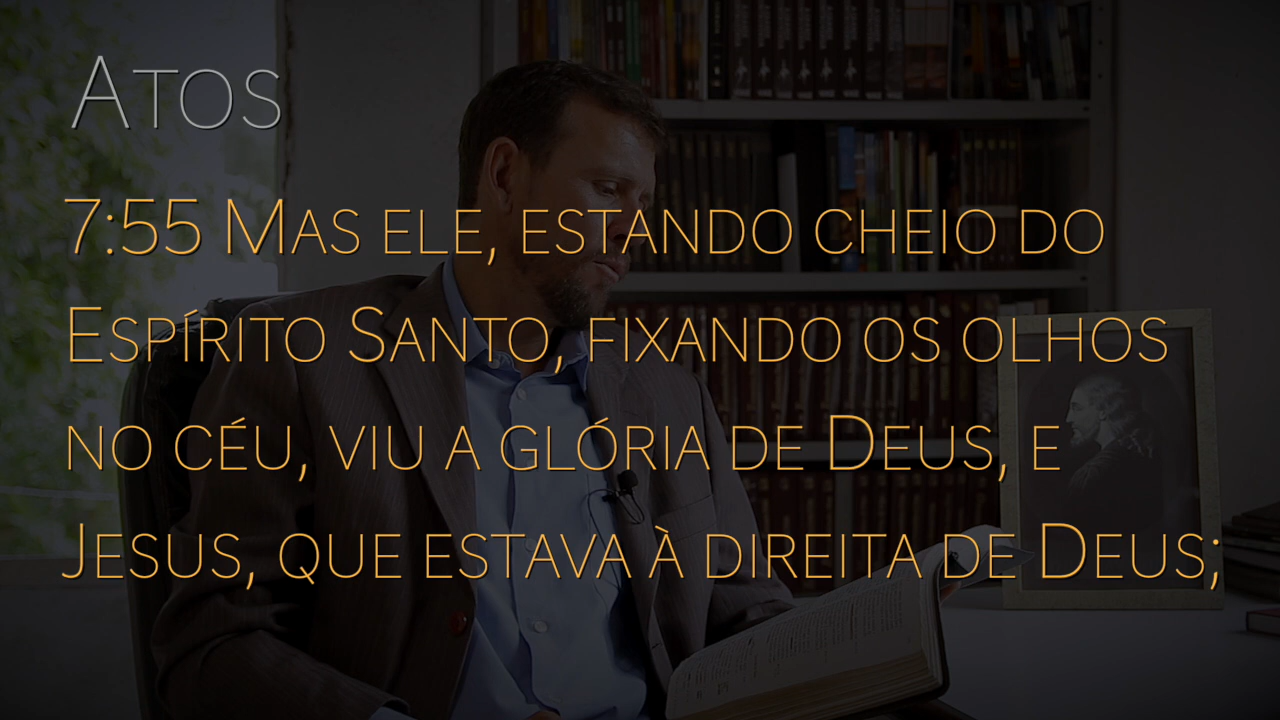 Atos
7:55 Mas ele, estando cheio do
Espírito Santo, fixando os olhos
no céu, viu a glória de Deus, e
Jesus, que estava à direita de Deus;